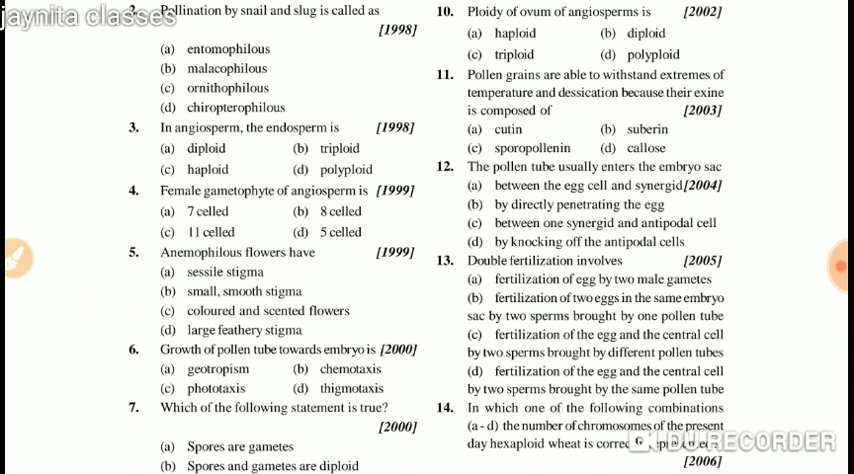 jaynita classes
2. Pollination by snail and slug is called as
[1998]
(a) entomophilous
(b) malacophilous
(c) ornithophilous
(d) chiropterophilous
3. In angiosperm, the endosperm is [1998]
(a) diploid (b) triploid
(c) haploid (d) polyploid
4. Female gametophyte of angiosperm is [1999]
(a) 7 celled (b) 8 celled
(c) 11 celled (d) 5 celled
5. Anemophilous flowers have [1999]
(a) sessile stigma
(b) small, smooth stigma
(c) coloured and scented flowers
(d) large feathery stigma
6. Growth of pollen tube towards embryo is [2000]
(a) geotropism (b) chemotaxis
(c) phototaxis (d) thigmotaxis
7. Which of the following statement is true?
[2000]
(a) Spores are gametes
(b) Spores and gametes are diploid
10. Ploidy of ovum of angiosperms is [2002]
(a) haploid (b) diploid
(c) triploid (d) polyploid
11. Pollen grains are able to withstand extremes of
temperature and dessication because their exine
is composed of [2003]
(a) cutin (b) suberin
(c) sporopollenin (d) callose
12. The pollen tube usually enters the embryo sac
(a) between the egg cell and synergid [2004]
(b) by directly penetrating the egg
(c) between one synergid and antipodal cell
(d) by knocking off the antipodal cells
13. Double fertilization involves [2005]
(a) fertilization of egg by two male gametes
(b) fertilization of two eggs in the same embryo
sac by two sperms brought by one pollen tube
(c) fertilization of the egg and the central cell
by two sperms brought by different pollen tubes
(d) fertilization of the egg and the central cell
by two sperms brought by the same pollen tube
14. In which one of the following combinations
(a - d) the number of chromosomes of the present
day hexaploid wheat is
DU RECORDER
[2006]